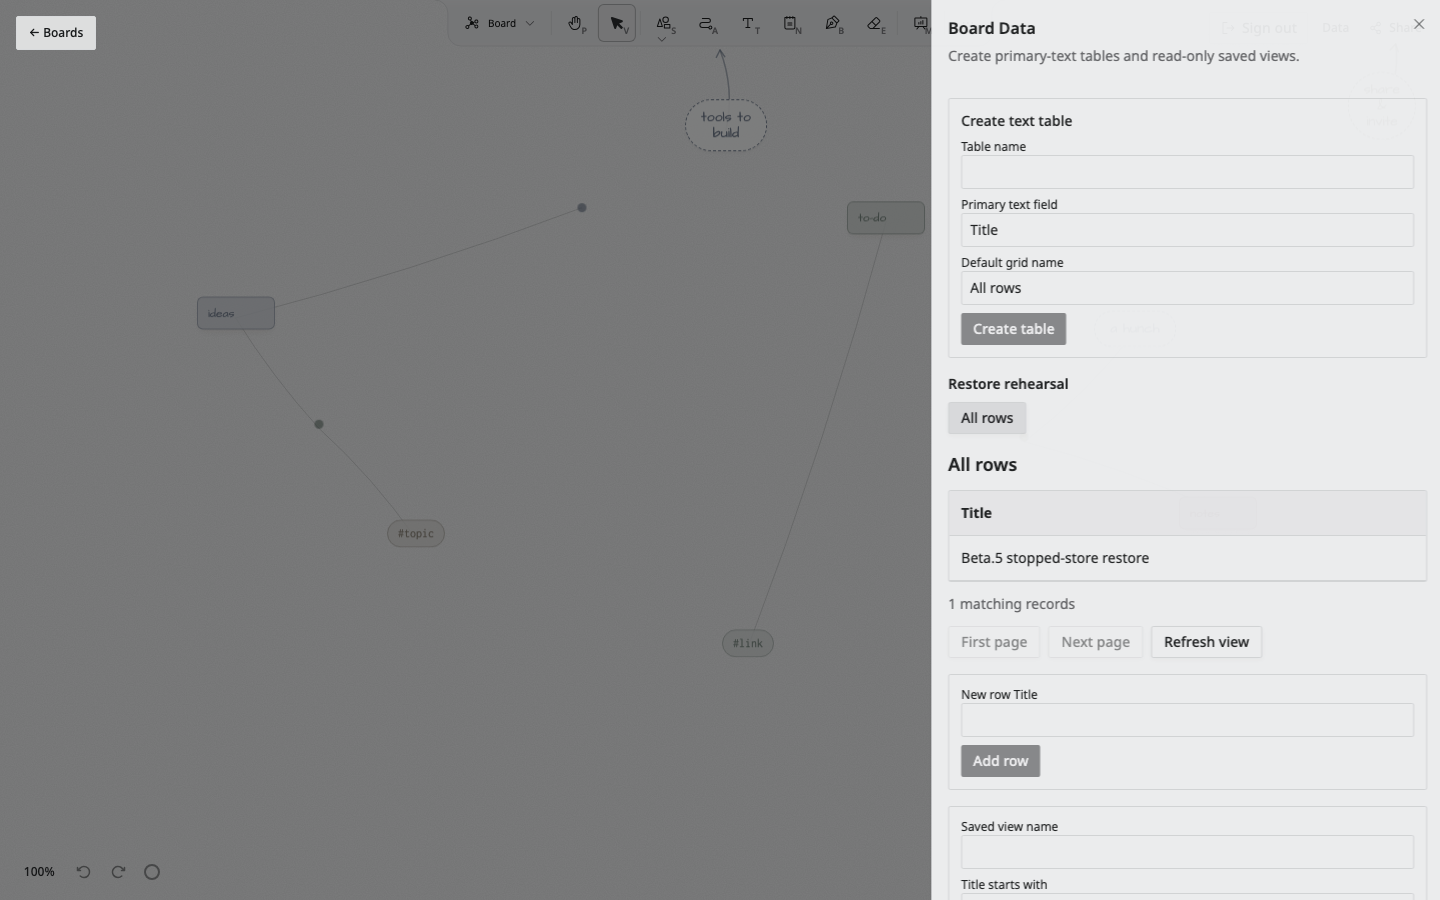 ← Boards
Board
P
V
S
A
T
N
B
E
tools to
build
to-do
ideas
#topic
#link
100%
Board Data
Sign out
Data
Create primary-text tables and read-only saved views.
Create text table
Table name
Primary text field
Title
Default grid name
All rows
Create table
Restore rehearsal
All rows
All rows
Title
Beta.5 stopped-store restore
1 matching records
First page
Next page
Refresh view
New row Title
Add row
Saved view name
Title starts with